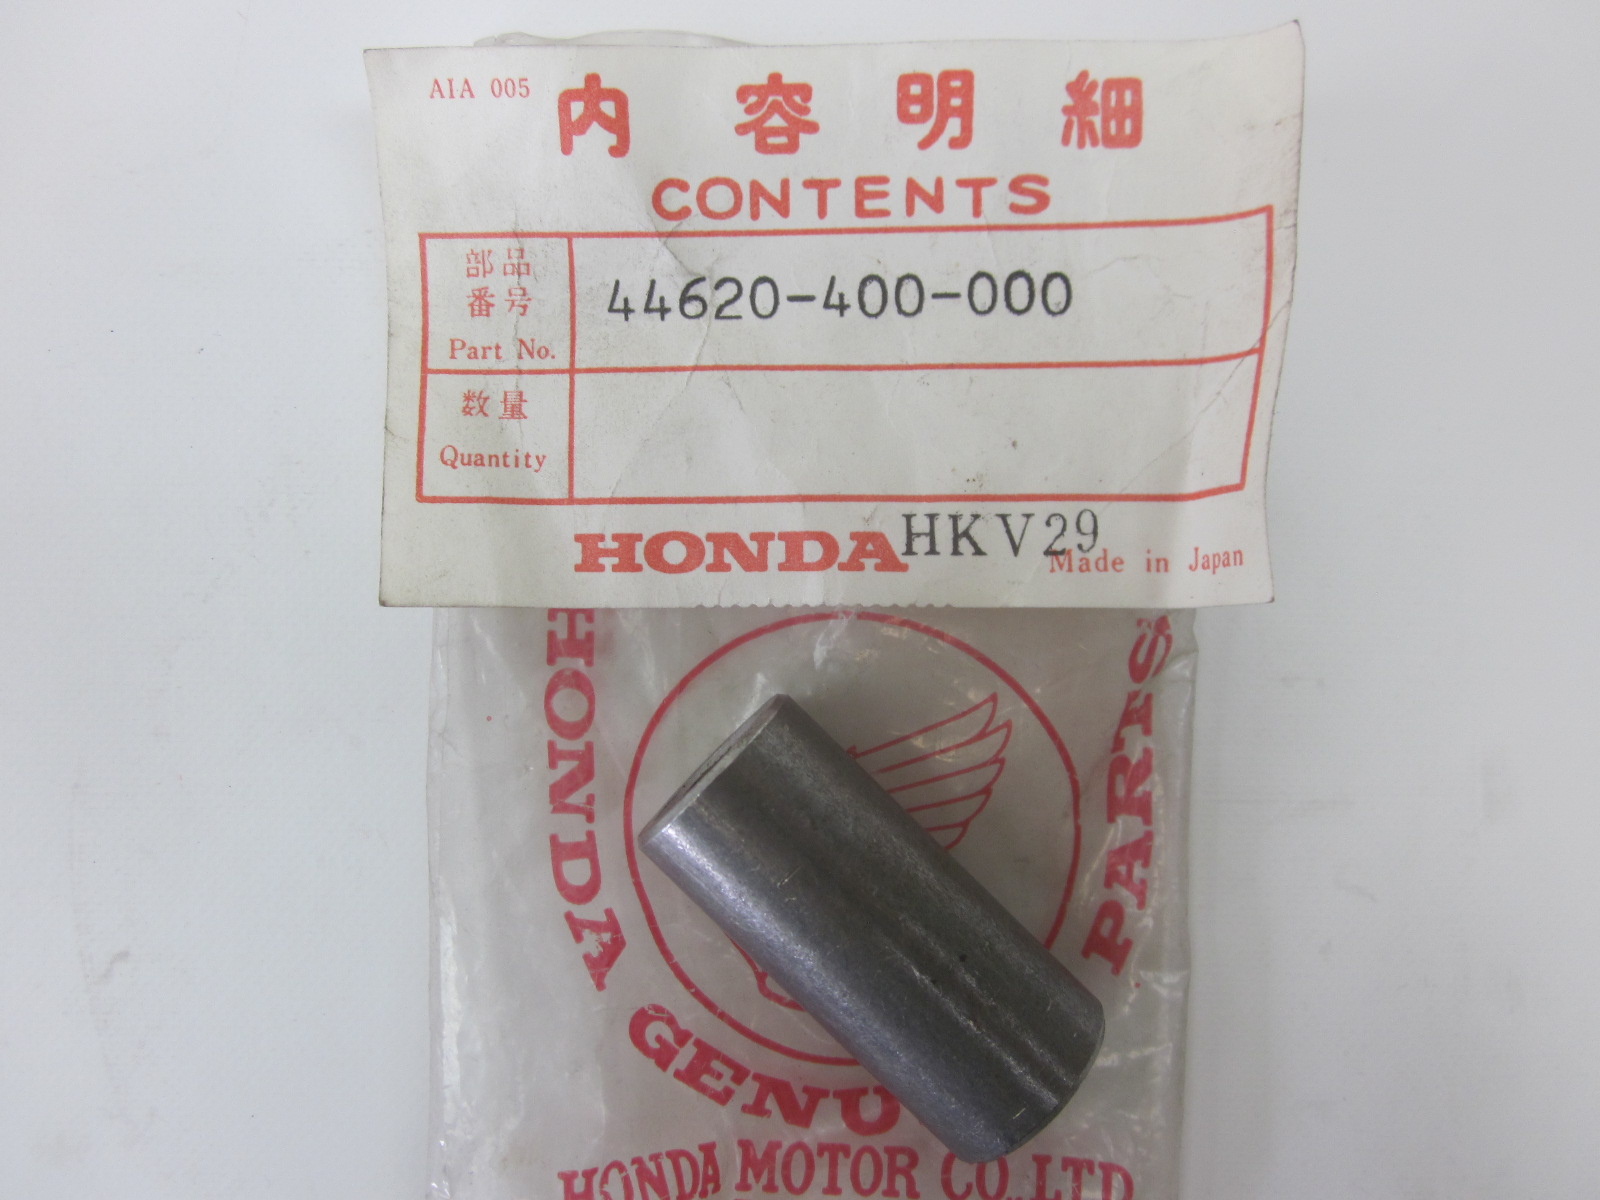 AIA 005
内容明細
CONTENTS
部品
番号
Part No.
44620-400-000
数量
Quantity
HONDA HKV29
Made in Japan
HONDA
GENU
PARTS
HONDA MOTOR CO.,LTD